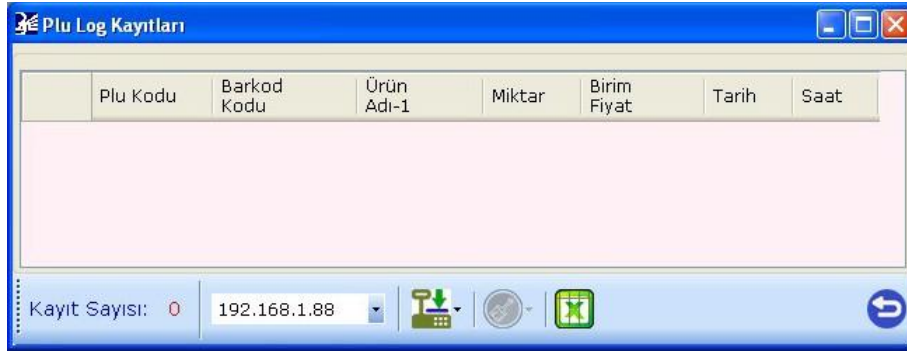 Plu Log Kayıtları
Plu Kodu
Barkod
Kodu
Ürün
Adı-1
Miktar
Birim
Fiyat
Tarih
Saat
Kayıt Sayısı: 0
192.168.1.88